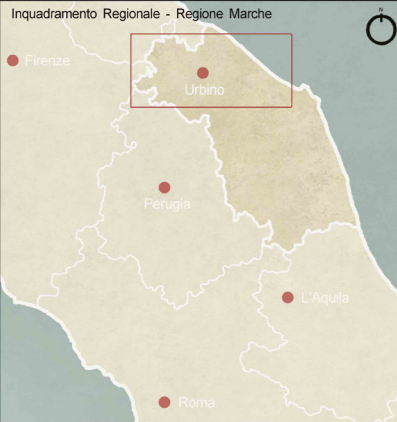 Inquadramento Regionale - Regione Marche
N
Firenze
Urbino
Perugia
L'Aquila
Roma